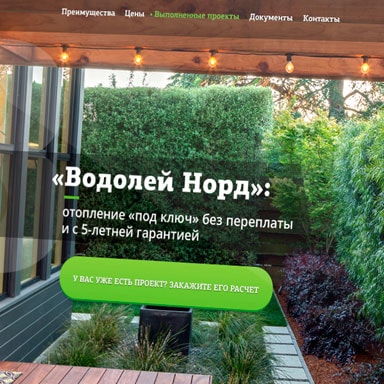 Преимущества Цены • Выполненные проекты Документы Контакты
«Водолей Норд»:
отопление «под ключ» без переплаты
и с 5-летней гарантией
У ВАС УЖЕ ЕСТЬ ПРОЕКТ? ЗАКАЖИТЕ ЕГО РАСЧЕТ